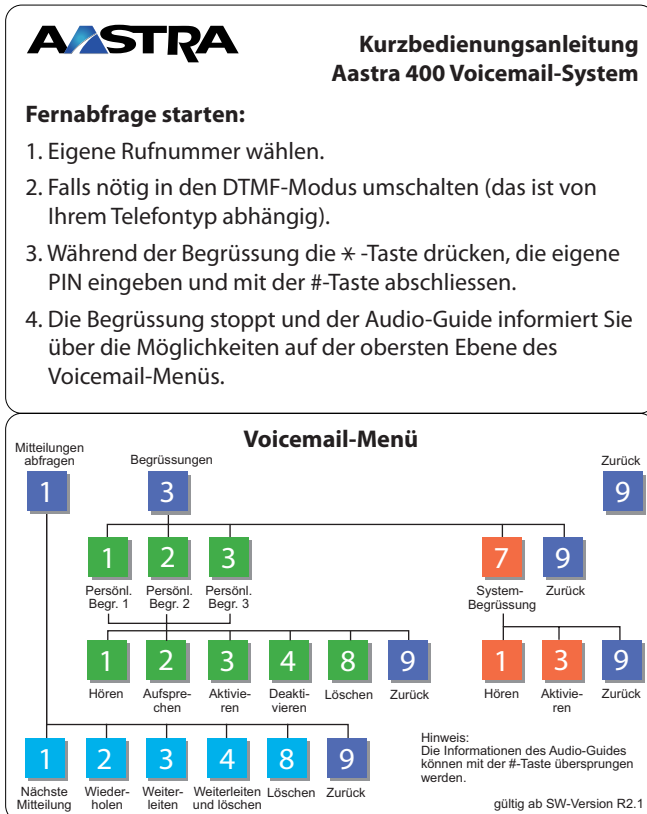 AASTRA
Kurzbedienungsanleitung
Aastra 400 Voicemail-System
Fernabfrage starten:
1. Eigene Rufnummer wählen.
2. Falls nötig in den DTMF-Modus umschalten (das ist von
Ihrem Telefontyp abhängig).
3. Während der Begrüssung die * -Taste drücken, die eigene
PIN eingeben und mit der #-Taste abschliessen.
4. Die Begrüssung stoppt und der Audio-Guide informiert Sie
über die Möglichkeiten auf der obersten Ebene des
Voicemail-Menüs.
Voicemail-Menü
Mitteilungen
abfragen
Begrüssungen
Zurück
1 3 9
1 2 3 7 9
Persönl.
Begr. 1
Persönl.
Begr. 2
Persönl.
Begr. 3
System-
Begrüssung
Zurück
1 2 3 4 8 9 1 3 9
Hören
Aufspre-
chen
Aktivie-
ren
Deakti-
vieren
Löschen
Zurück
Hören
Aktivie-
ren
Zurück
1 2 3 4 8 9
Nächste
Mitteilung
Wieder-
holen
Weiter-
leiten
Weiterleiten
und löschen
Löschen
Zurück
Hinweis:
Die Informationen des Audio-Guides
können mit der #-Taste übersprungen
werden.
gültig ab SW-Version R2.1